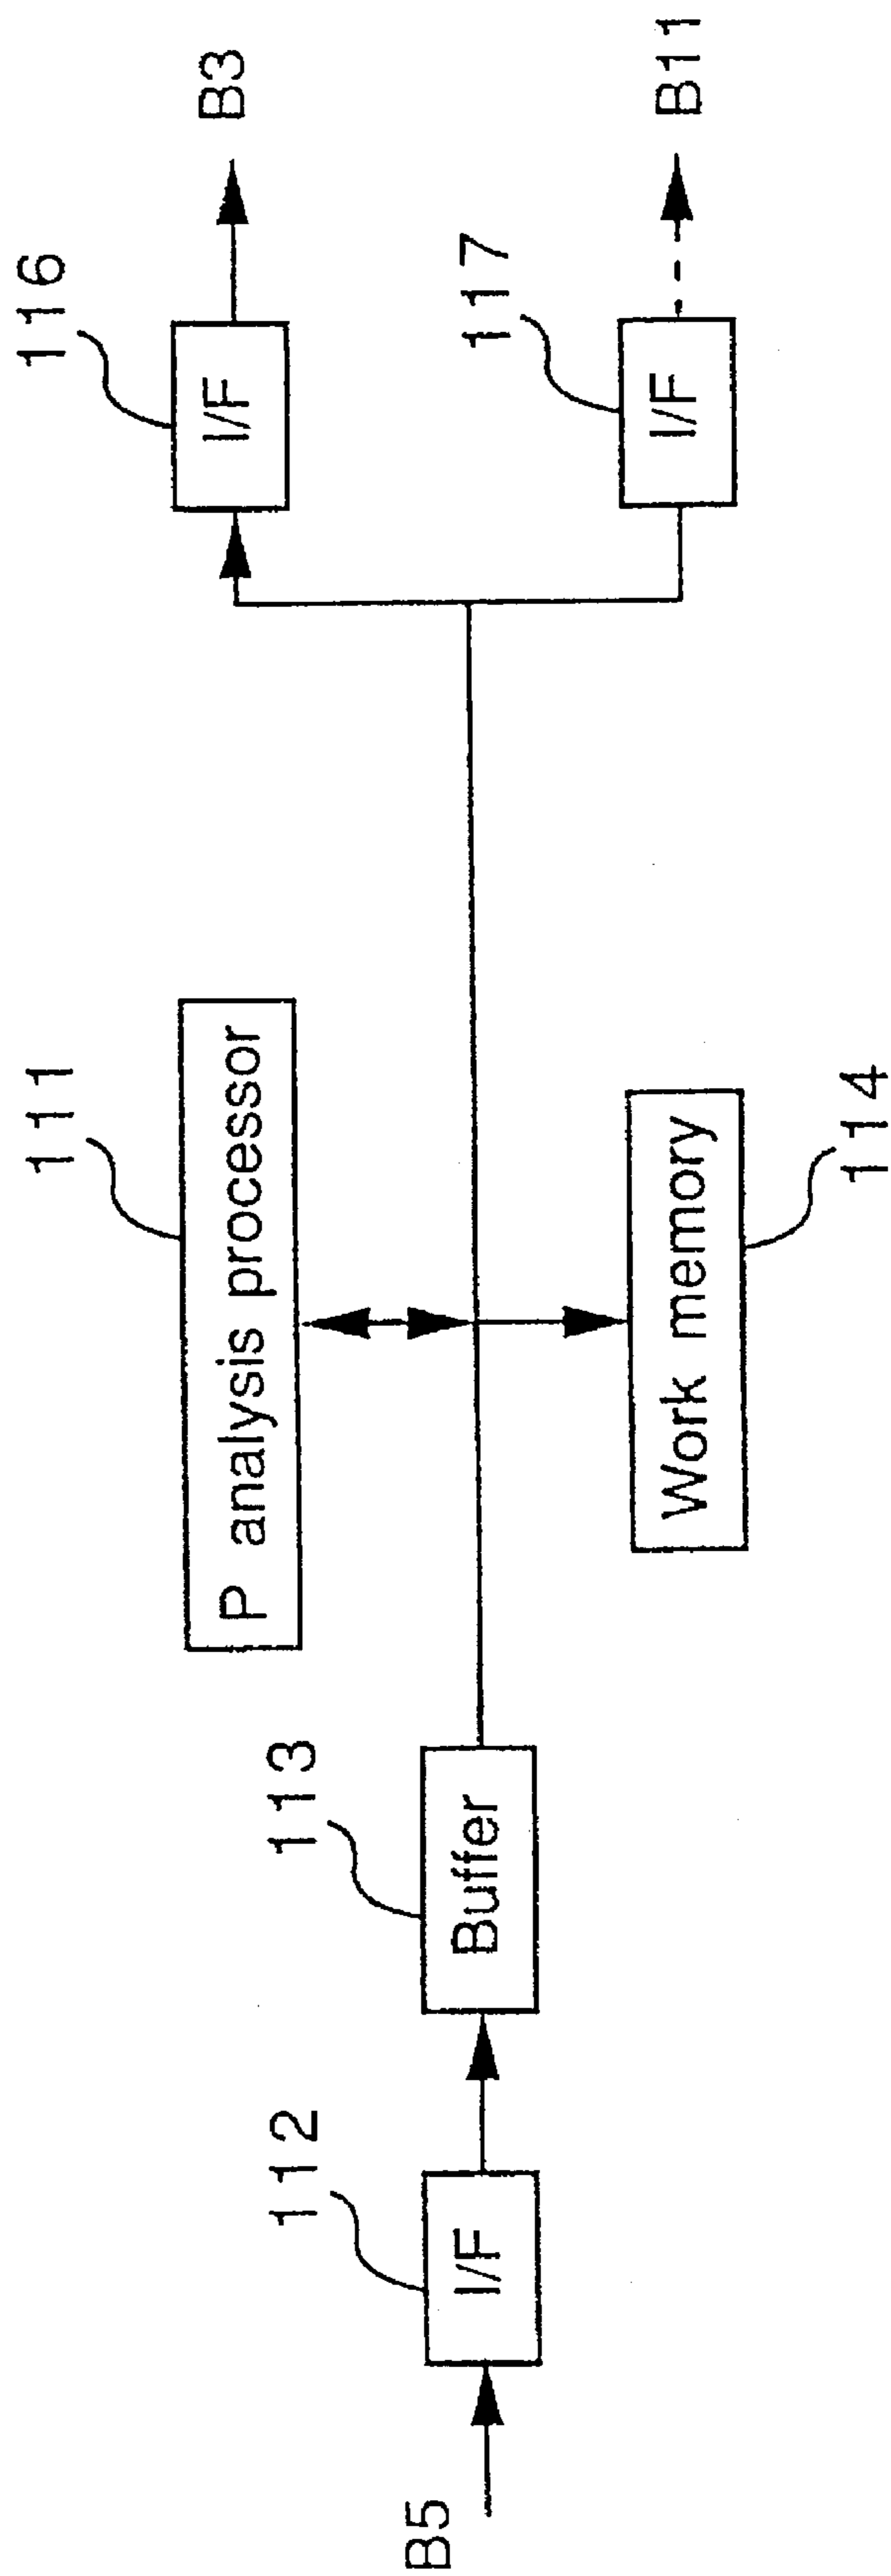 B5
112
I/F
113
Buffer
111
P analysis processor
Work memory
114
116
I/F
B3
117
I/F
B11